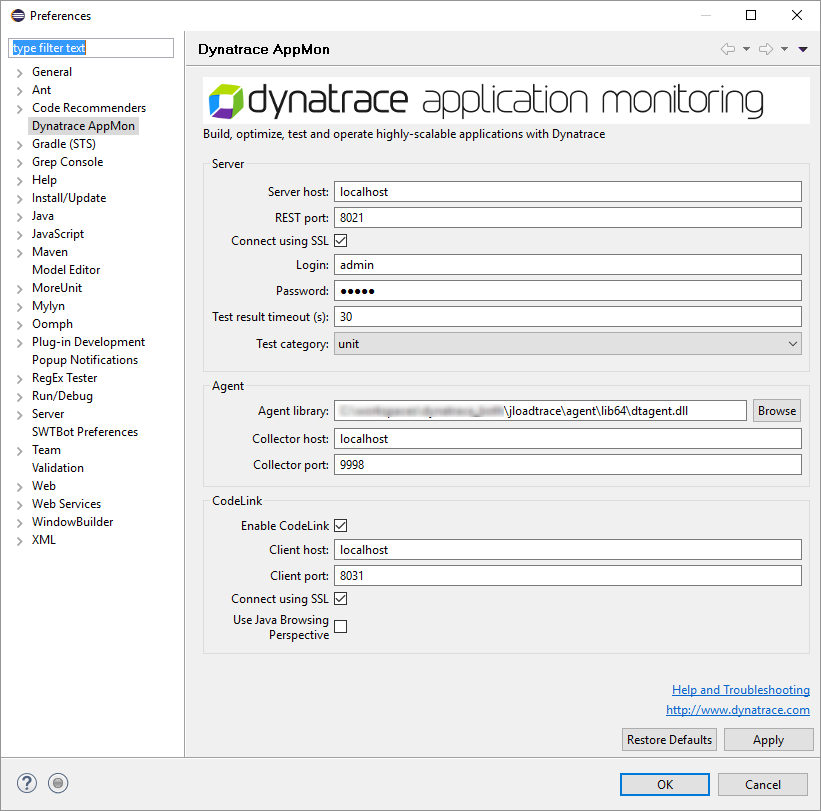 Preferences
type filter text
General
Ant
Code Recommenders
Dynatrace AppMon
Gradle (STS)
Grep Console
Help
Install/Update
Java
JavaScript
Maven
Model Editor
MoreUnit
Mylyn
Oomph
Plug-in Development
Popup Notifications
RegEx Tester
Run/Debug
Server
SWTBot Preferences
Team
Validation
Web
Web Services
WindowBuilder
XML
Dynatrace AppMon
dynatrace application monitoring
Build, optimize, test and operate highly-scalable applications with Dynatrace
Server
Server host: localhost
REST port: 8021
Connect using SSL
Login: admin
Password: ●●●●●
Test result timeout (s): 30
Test category: unit
Agent
Agent library: \jloadtrace\agent\lib64\dtagent.dll Browse
Collector host: localhost
Collector port: 9998
CodeLink
Enable CodeLink
Client host: localhost
Client port: 8031
Connect using SSL
Use Java Browsing
Perspective
Help and Troubleshooting
http://www.dynatrace.com
Restore Defaults Apply
? OK Cancel